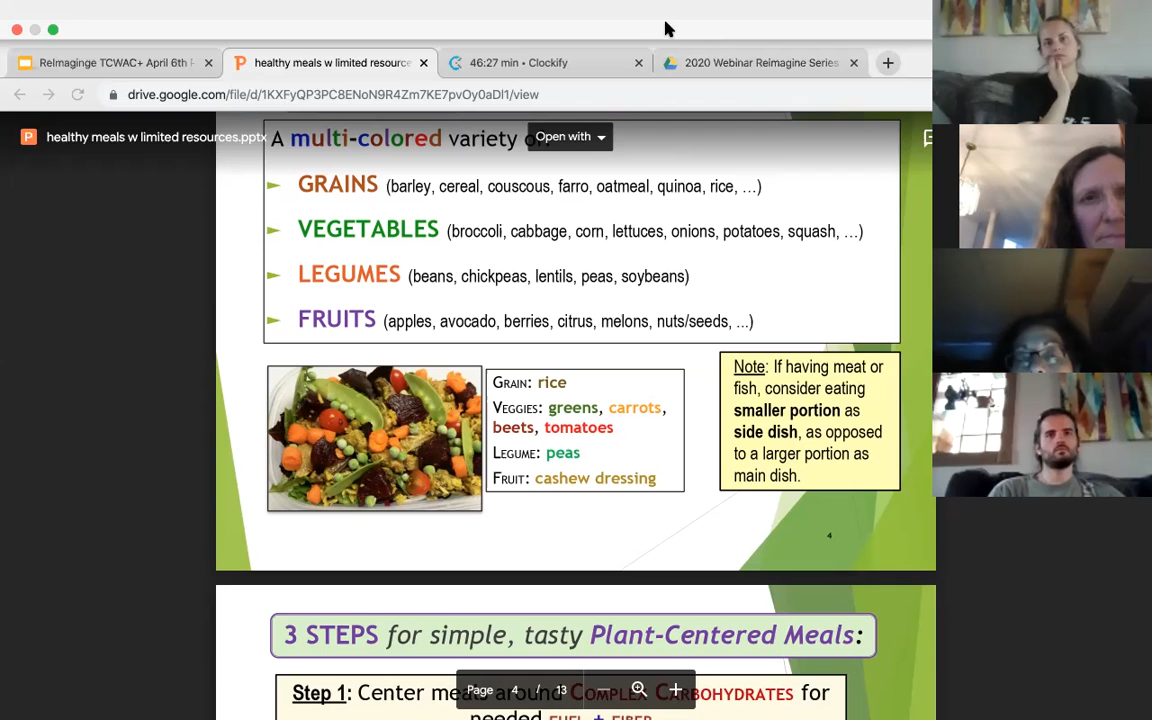 ReImaginge TCWAC+ April 6th
healthy meals w limited resource
46:27 min • Clockify
2020 Webinar Reimagine Series
drive.google.com/file/d/1KXFyQP3PC8ENoN9R4Zm7KE7pvOy0aDl1/view
healthy meals w limited resources.pptx
Open with
A multi-colored variety
GRAINS (barley, cereal, couscous, farro, oatmeal, quinoa, rice, …)
VEGETABLES (broccoli, cabbage, corn, lettuces, onions, potatoes, squash, …)
LEGUMES (beans, chickpeas, lentils, peas, soybeans)
FRUITS (apples, avocado, berries, citrus, melons, nuts/seeds, ...)
GRAIN: rice
VEGGIES: greens, carrots,
beets, tomatoes
LEGUME: peas
FRUIT: cashew dressing
Note: If having meat or
fish, consider eating
smaller portion as
side dish, as opposed
to a larger portion as
main dish.
4
3 STEPS for simple, tasty Plant-Centered Meals:
Step 1: Center meals around COMPLEX CARBOHYDRATES for
needed FUEL + FIBER
Page 4 / 13